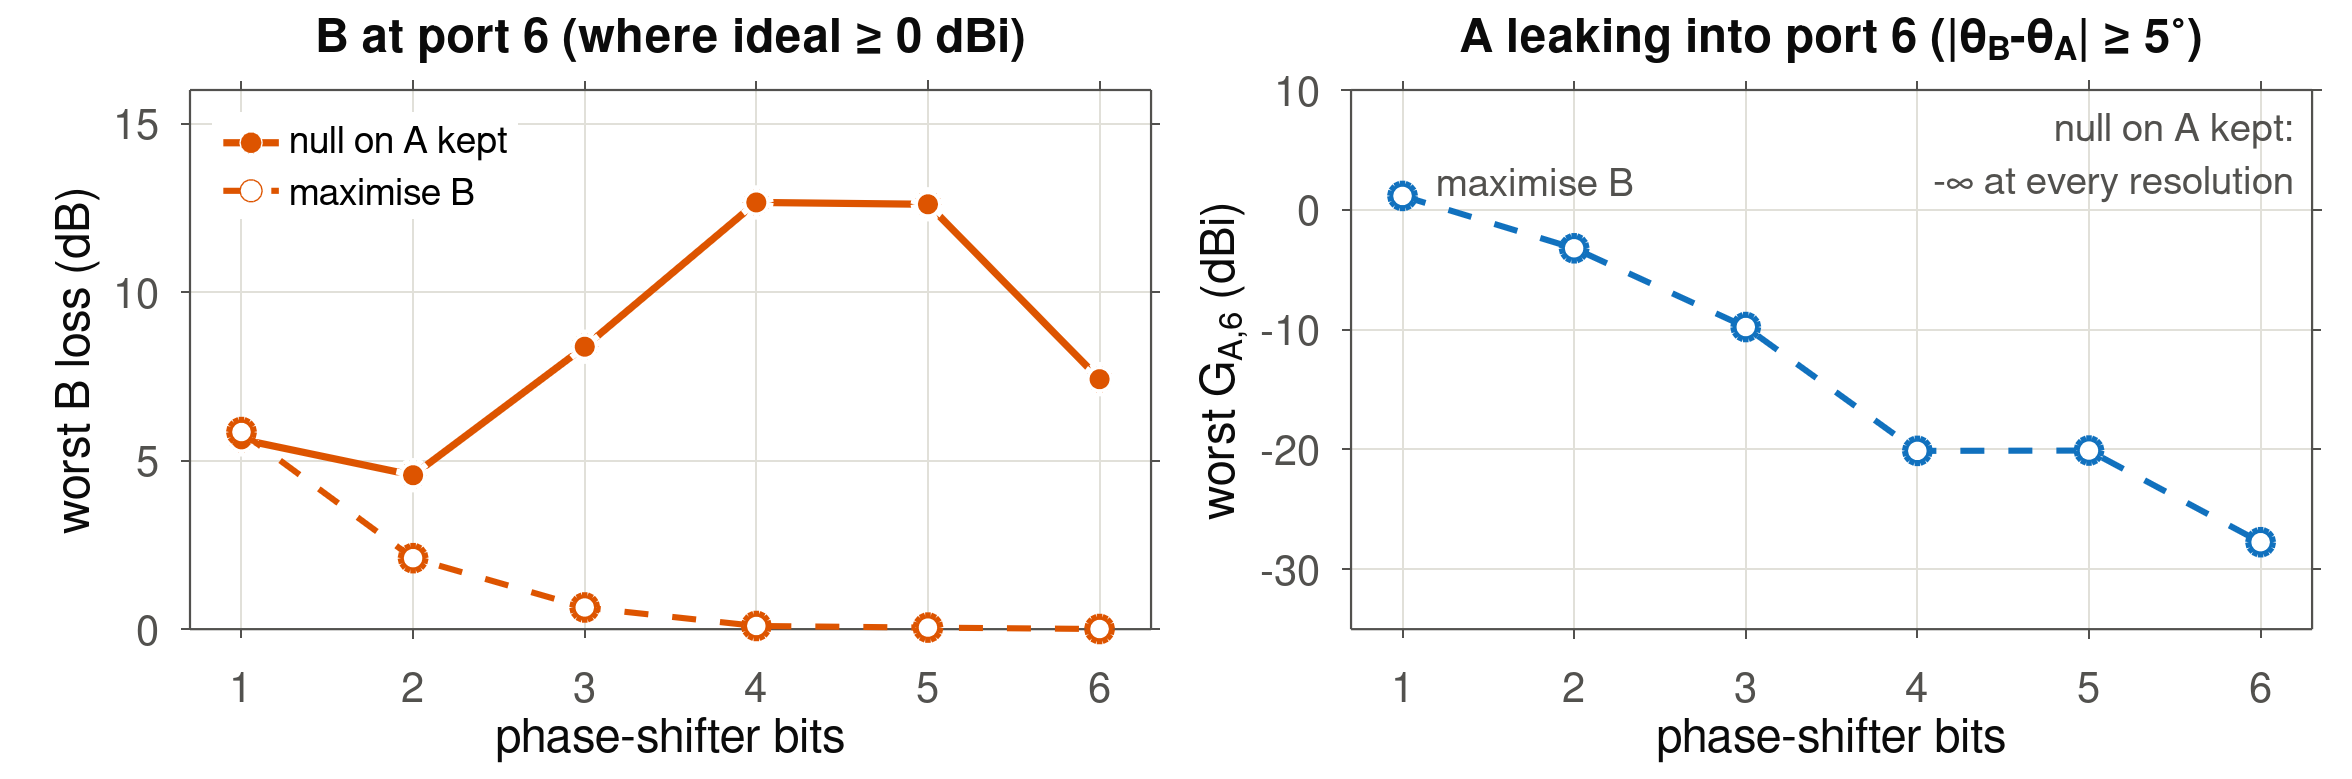 B at port 6 (where ideal ≥ 0 dBi)
worst B loss (dB)
15
10
5
0
null on A kept
maximise B
1 2 3 4 5 6
phase-shifter bits
A leaking into port 6 (|θB-θA| ≥ 5°)
worst GA,6 (dBi)
10
0
-10
-20
-30
maximise B
null on A kept:
-∞ at every resolution
1 2 3 4 5 6
phase-shifter bits